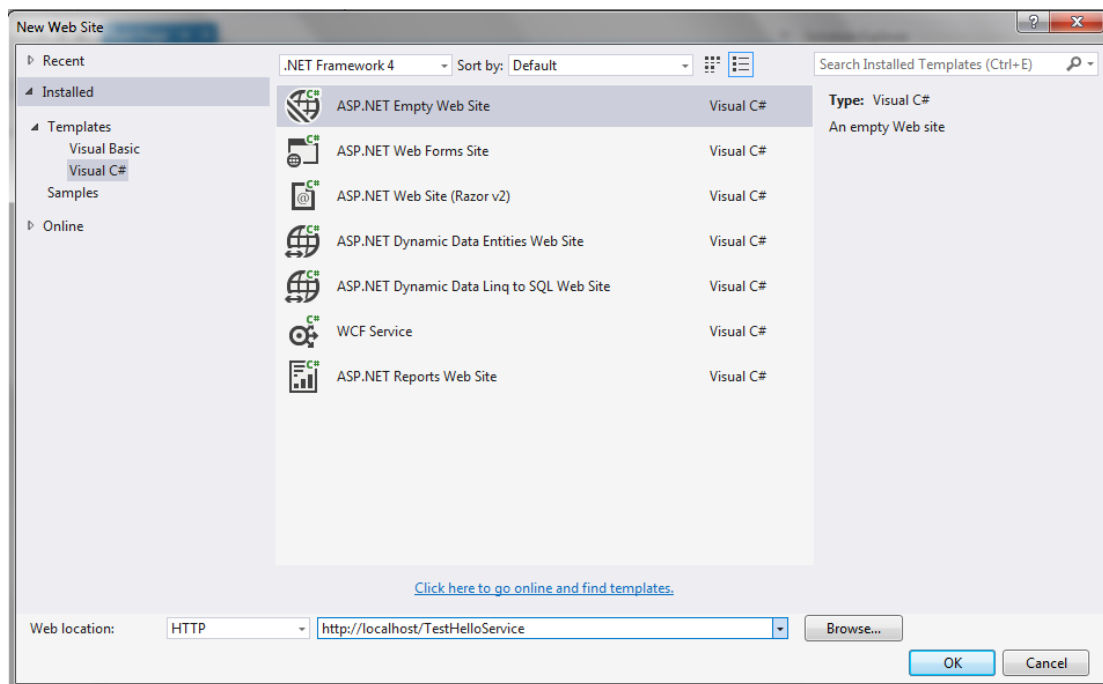 New Web Site
Recent
Installed
Templates
Visual Basic
Visual C#
Samples
Online
.NET Framework 4 Sort by: Default
ASP.NET Empty Web Site Visual C#
ASP.NET Web Forms Site Visual C#
ASP.NET Web Site (Razor v2) Visual C#
ASP.NET Dynamic Data Entities Web Site Visual C#
ASP.NET Dynamic Data Linq to SQL Web Site Visual C#
WCF Service Visual C#
ASP.NET Reports Web Site Visual C#
Search Installed Templates (Ctrl+E)
Type: Visual C#
An empty Web site
Click here to go online and find templates.
Web location: HTTP http://localhost/TestHelloService Browse...
OK Cancel